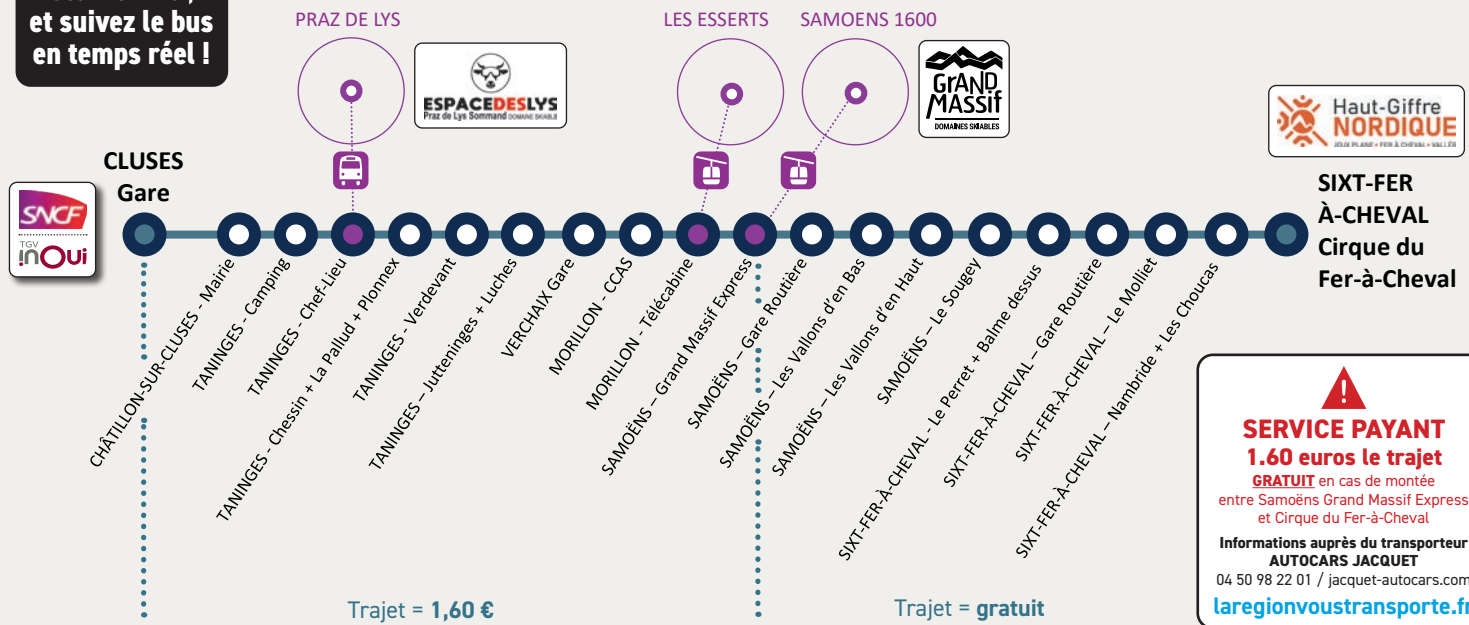 et suivez le bus
en temps réel !
PRAZ DE LYS
LES ESSERTS
SAMOENS 1600
ESPACEDESLYS
Praz de Lys Sommand DOMAINE SKIABLE
GRAND
MASSIF
DOMAINES SKIABLES
Haut-Giffre
NORDIQUE
JOUX PLANE • FER À CHEVAL • VALLÉE
SNCF
TGV
inOui
CLUSES
Gare
SIXT-FER
À-CHEVAL
Cirque du
Fer-à-Cheval
CHÂTILLON-SUR-CLUSES - Mairie
TANINGES - Camping
TANINGES - Chef-Lieu
TANINGES - Chessin + La Pallud + Plonnex
TANINGES - Verdevant
TANINGES – Jutteninges + Luches
VERCHAIX Gare
MORILLON - CCAS
MORILLON - Télécabine
SAMOËNS – Grand Massif Express
SAMOËNS – Gare Routière
SAMOËNS – Les Vallons d'en Bas
SAMOËNS – Les Vallons d'en Haut
SAMOËNS – Le Sougey
SIXT-FER-À-CHEVAL - Le Perret + Balme dessus
SIXT-FER-À-CHEVAL – Gare Routière
SIXT-FER-À-CHEVAL – Le Molliet
SIXT-FER-À-CHEVAL – Nambride + Les Choucas
Trajet = 1,60 €
Trajet = gratuit
SERVICE PAYANT
1.60 euros le trajet
GRATUIT en cas de montée
entre Samoëns Grand Massif Express
et Cirque du Fer-à-Cheval
Informations auprès du transporteur
AUTOCARS JACQUET
04 50 98 22 01 / jacquet-autocars.com
laregionvoustransporte.fr